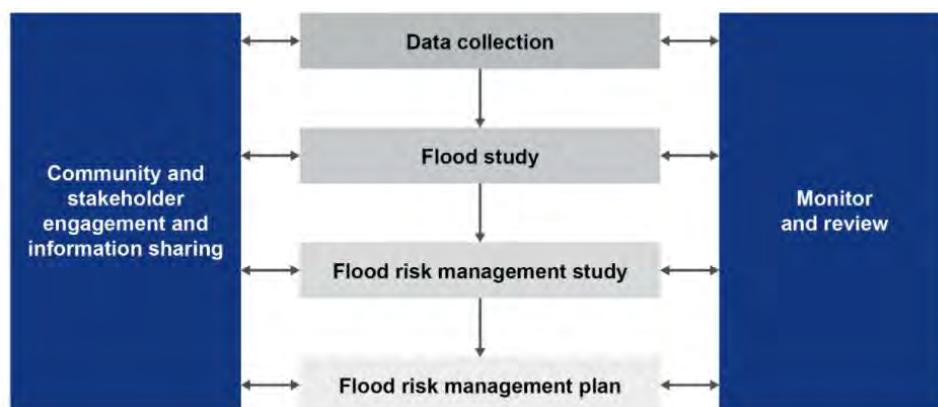 Data collection
Flood study
Community and
stakeholder
engagement and
information sharing
Monitor
and review
Flood risk management study
Flood risk management plan